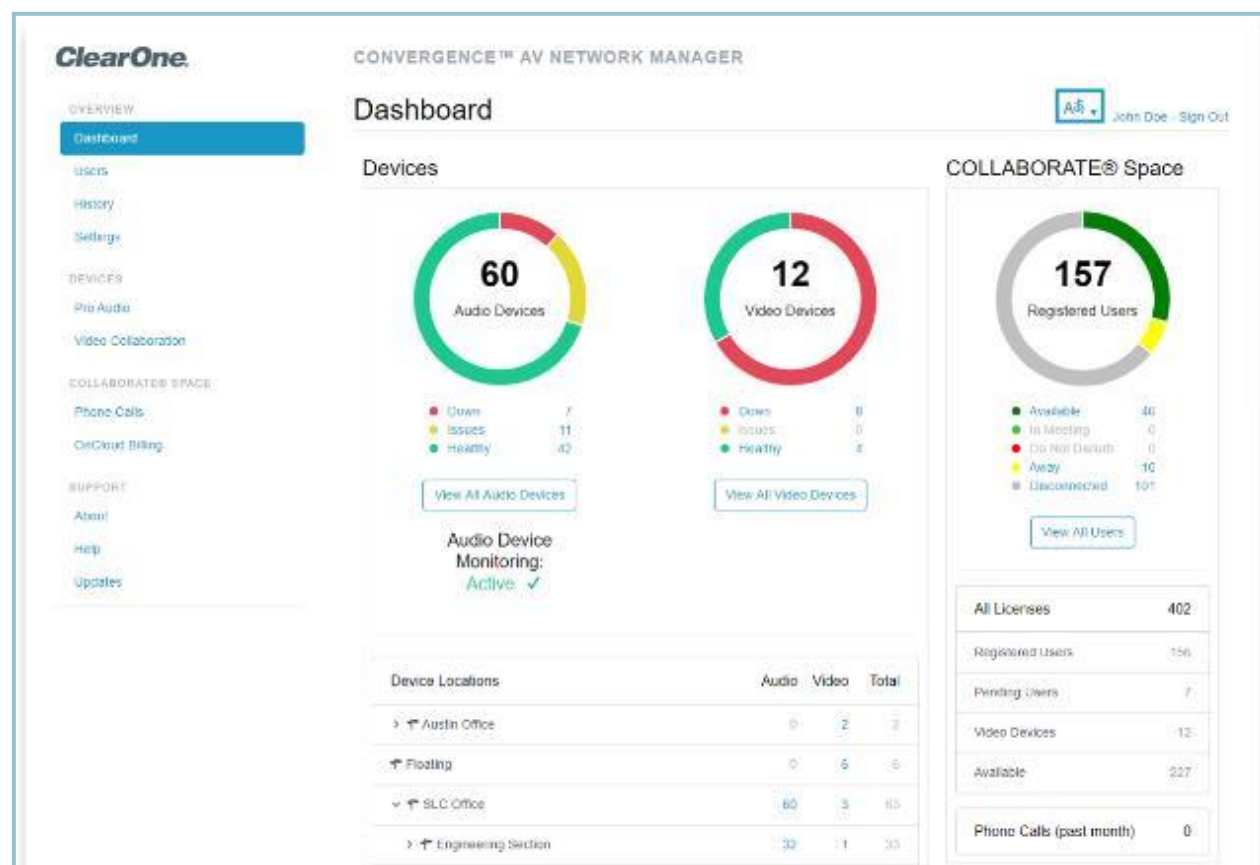 ClearOne
CONVERGENCE™ AV NETWORK MANAGER
OVERVIEW
Dashboard
Users
History
Settings
DEVICES
Pro Audio
Video Collaboration
COLLABORATE® SPACE
Phone Calls
OnCloud Billing
SUPPORT
About
Help
Updates
Dashboard
John Doe - Sign Out
Devices
60
Audio Devices
Down 7
Issues 11
Healthy 42
View All Audio Devices
Audio Device
Monitoring:
Active ✓
12
Video Devices
Down 8
Issues 0
Healthy 4
View All Video Devices
Device Locations Audio Video Total
Austin Office 0 2 2
Floating 0 6 6
SLC Office 60 3 63
Engineering Section 32 1 33
COLLABORATE® Space
157
Registered Users
Available 46
In Meeting 0
Do Not Disturb 0
Away 10
Disconnected 101
View All Users
All Licenses 402
Registered Users 156
Pending Users 7
Video Devices 12
Available 227
Phone Calls (past month) 0